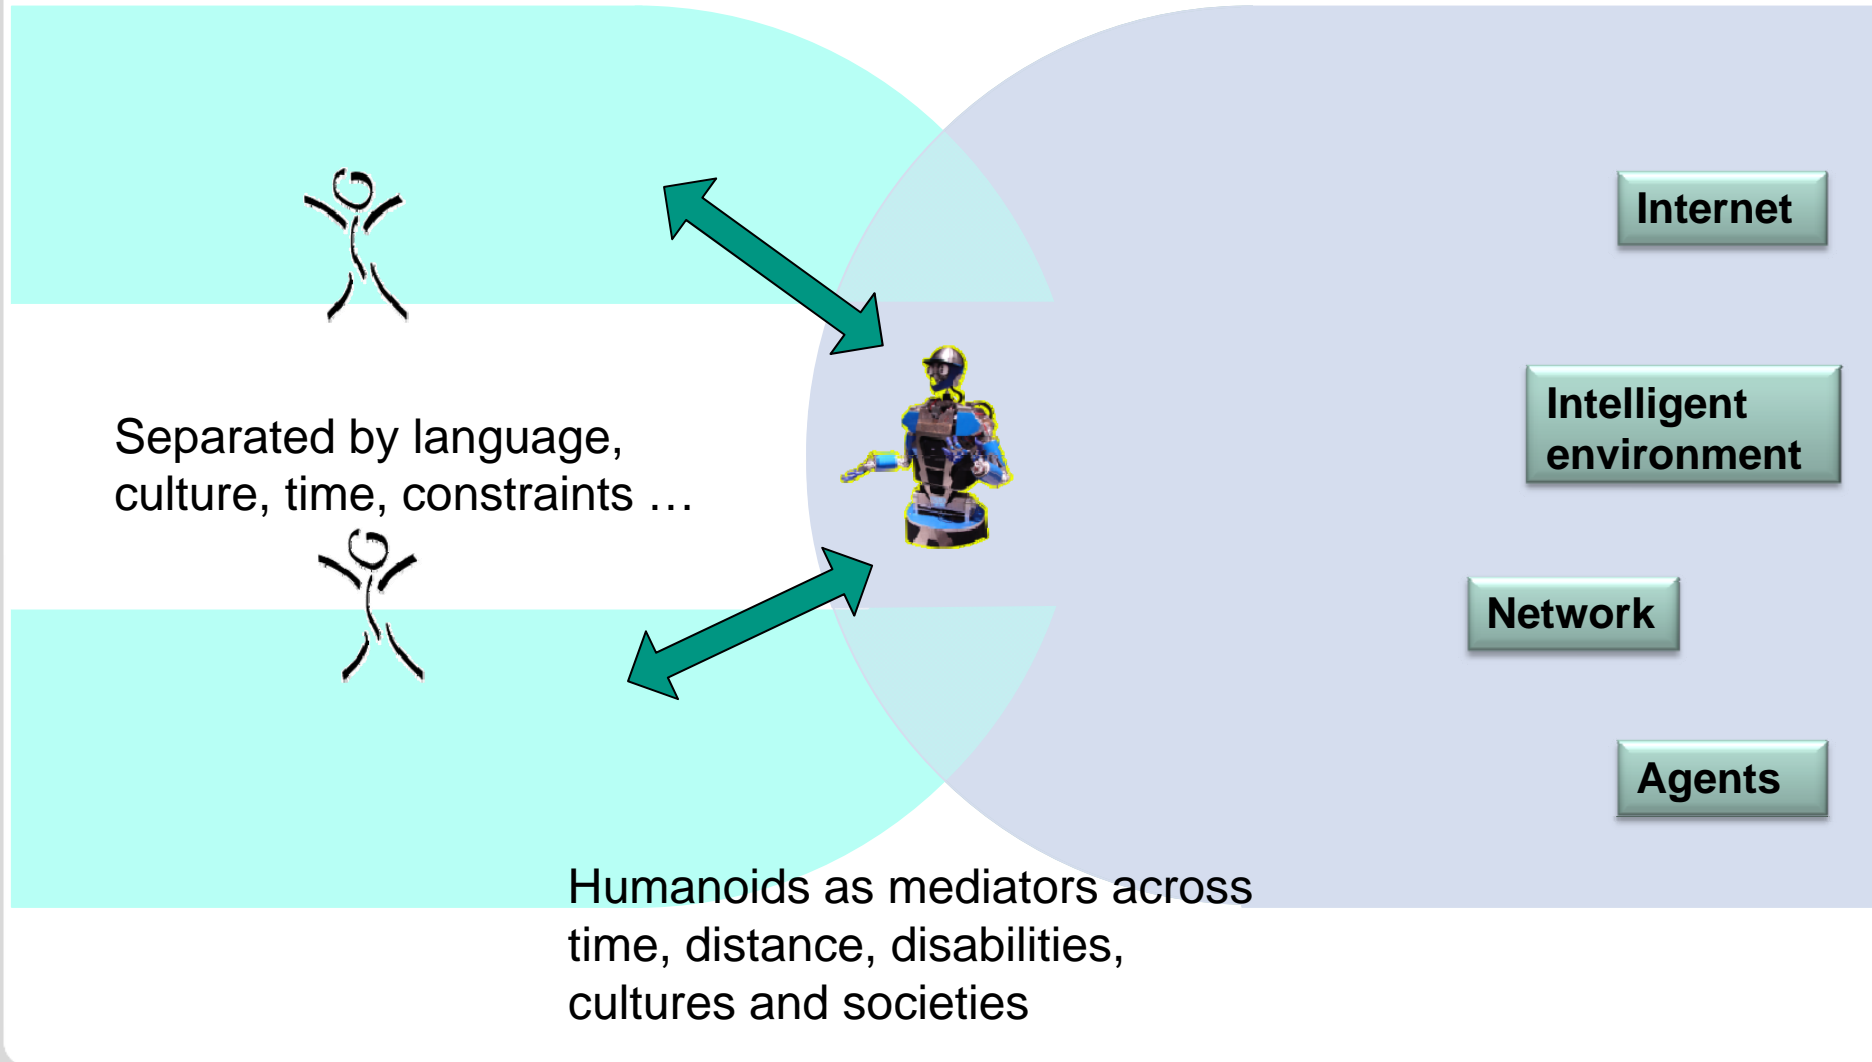 Internet
Intelligent
environment
Separated by language,
culture, time, constraints …
Network
Agents
Humanoids as mediators across
time, distance, disabilities,
cultures and societies